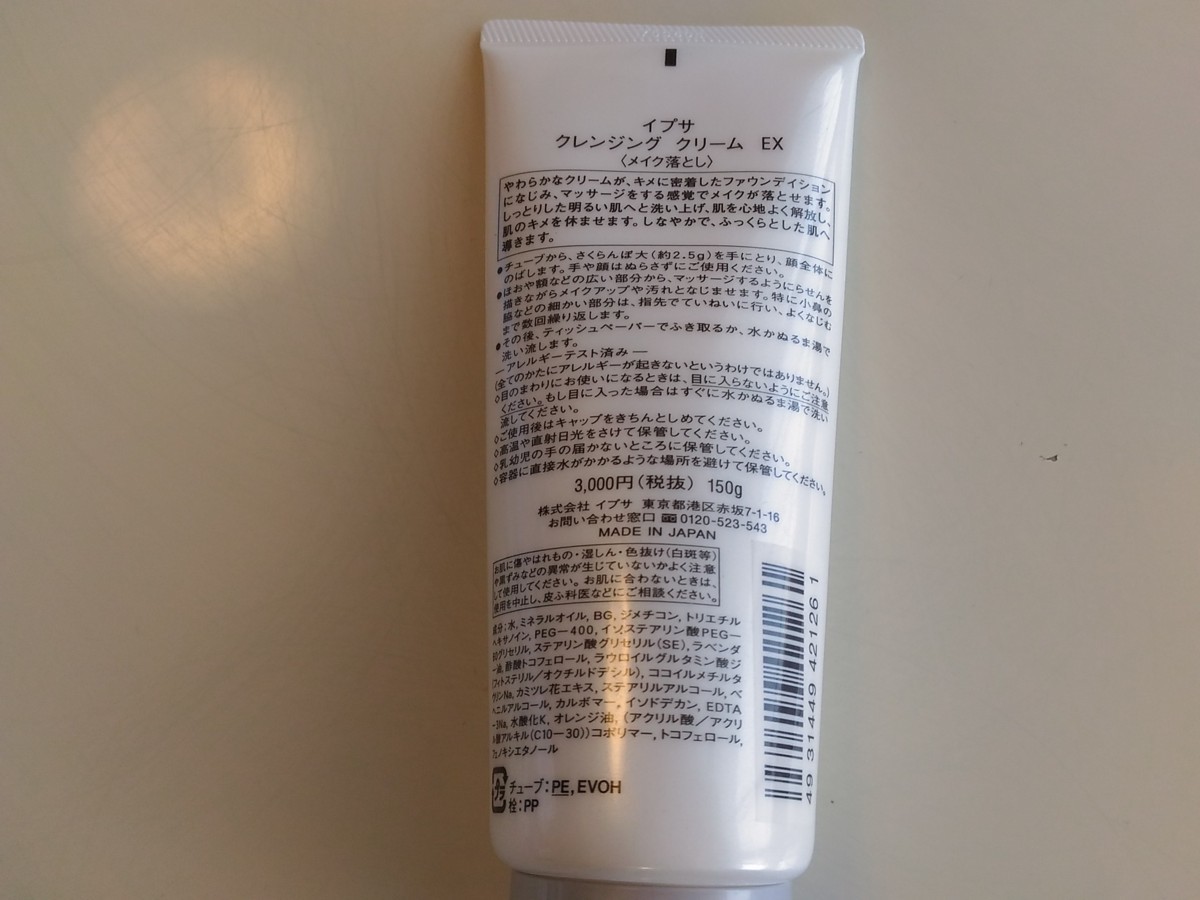 イプサ
クレンジング クリーム EX
〈メイク落とし〉
やわらかなクリームが、キメに密着したファウンデイション
になじみ、マッサージをする感覚でメイクが落とせます。
しっとりした明るい肌へと洗い上げ、肌を心地よく解放し、
肌のキメを休ませます。しなやかで、ふっくらとした肌へ
導きます。
●チューブから、さくらんぼ大(約2.5g)を手にとり、顔全体に
のばします。手や顔はぬらさずにご使用ください。
●ほおや額などの広い部分から、マッサージするようにらせんを
描きながらメイクアップや汚れとなじませます。特に小鼻の
脇などの細かい部分は、指先でていねいに行い、よくなじむ
まで数回繰り返します。
●その後、ティッシュペーパーでふき取るか、水かぬるま湯で
洗い流します。
―アレルギーテスト済み―
(全てのかたにアレルギーが起きないというわけではありません。)
◇目のまわりにお使いになるときは、目に入らないようにご注意
ください。もし目に入った場合はすぐに水かぬるま湯で洗い
流してください。
◇ご使用後はキャップをきちんとしめてください。
◇高温や直射日光をさけて保管してください。
◇乳幼児の手の届かないところに保管してください。
◇容器に直接水がかかるような場所を避けて保管してください。
3,000円(税抜) 150g
株式会社 イプサ 東京都港区赤坂7-1-16
お問い合わせ窓口 0120-523-543
MADE IN JAPAN
お肌に傷やはれもの・湿しん・色抜け(白斑等)
や黒ずみなどの異常が生じていないかよく注意
して使用してください。お肌に合わないときは、
使用を中止し、皮ふ科医などにご相談ください。
成分:水, ミネラルオイル, BG, ジメチコン, トリエチル
ヘキサノイン, PEG-400, イソステアリン酸PEG-
グリセリル, ステアリン酸グリセリル(SE), ラベンダ
ー油, 酢酸トコフェロール, ラウロイルグルタミン酸ジ
(フィトステリル/オクチルドデシル), ココイルメチルタ
ウリンNa, カミツレ花エキス, ステアリルアルコール, ベ
ヘニルアルコール, カルボマー, イソドデカン, EDTA
-3Na, 水酸化K, オレンジ油, (アクリル酸/アクリ
ル酸アルキル(C10-30))コポリマー, トコフェロール,
フェノキシエタノール
プラ チューブ:PE, EVOH
栓:PP
4 931449 421261